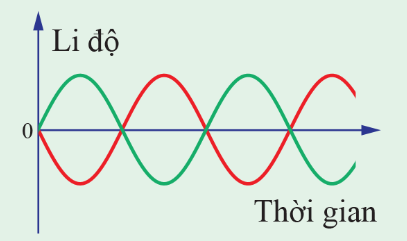 Li độ
0
Thời gian